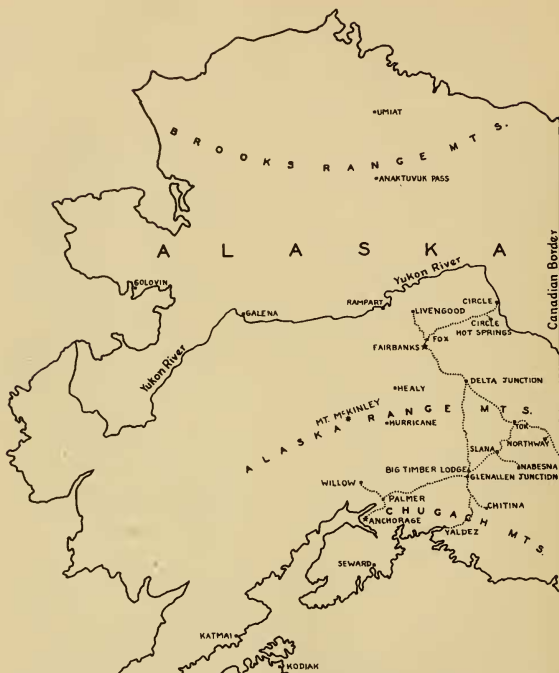 UMIAT
BROOKS RANGE MTS.
ANAKTUVUK PASS
ALASKA
Canadian Border
GOLOVIN
Yukon River
RAMPART
CIRCLE
GALENA
LIVENGOOD
CIRCLE
HOT SPRINGS
FOX
FAIRBANKS
Yukon River
DELTA JUNCTION
HEALY
MT. McKINLEY
ALASKA RANGE MTS.
HURRICANE
TOK
NORTHWAY
SLANA
BIG TIMBER LODGE
NABESNA
GLENALLEN JUNCTION
WILLOW
PALMER
CHITINA
CHUGACH MTS.
ANCHORAGE
VALDEZ
SEWARD
KATMAI
KODIAK